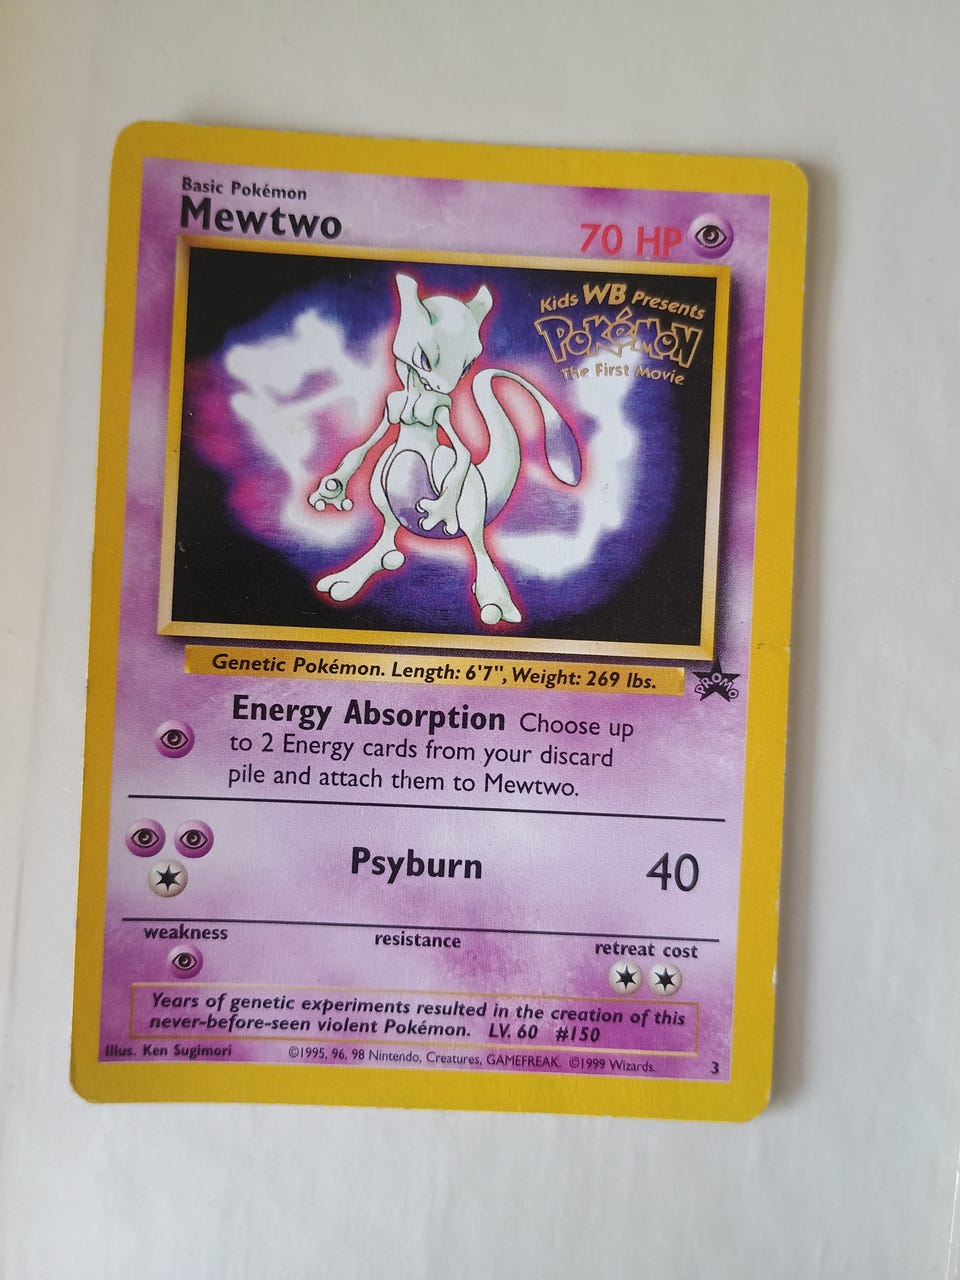 Basic Pokémon
Mewtwo
70 HP
Kids WB Presents
POKéMON
The First Movie
Genetic Pokémon. Length: 6'7", Weight: 269 lbs.
PROMO
Energy Absorption Choose up
to 2 Energy cards from your discard
pile and attach them to Mewtwo.
Psyburn 40
weakness resistance retreat cost
Years of genetic experiments resulted in the creation of this
never-before-seen violent Pokémon. LV. 60 #150
Illus. Ken Sugimori ©1995, 96, 98 Nintendo, Creatures, GAMEFREAK. ©1999 Wizards. 3